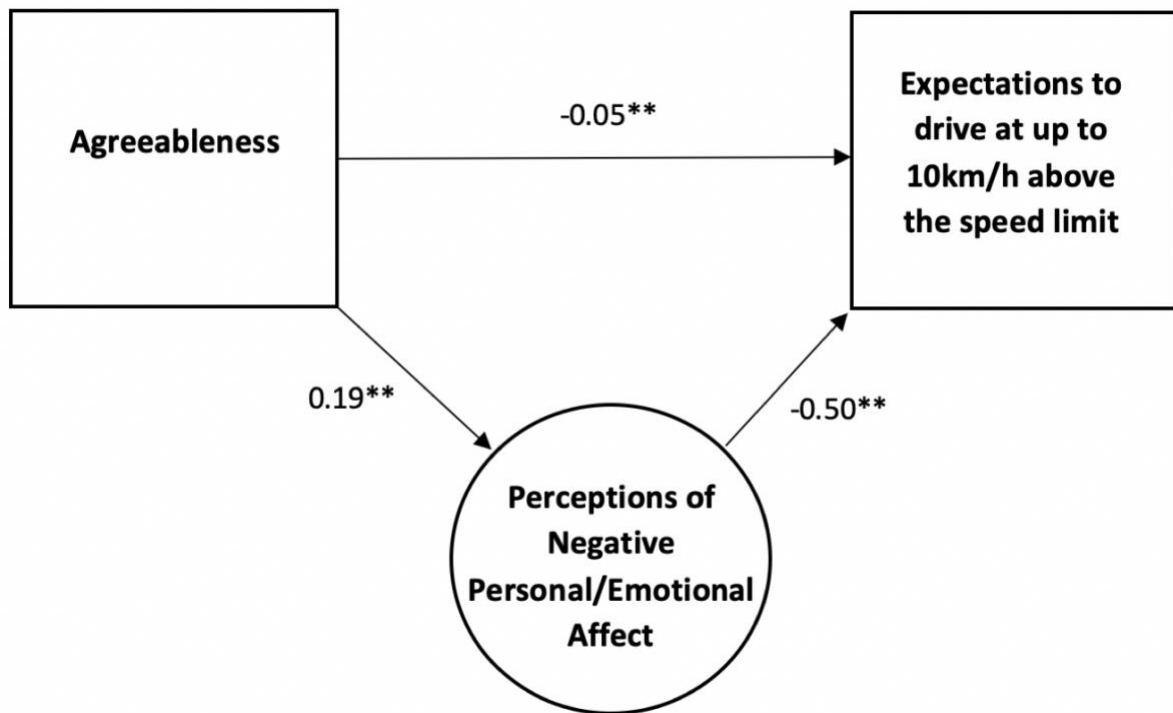 Agreeableness
-0.05**
Expectations to
drive at up to
10km/h above
the speed limit
0.19**
-0.50**
Perceptions of
Negative
Personal/Emotional
Affect